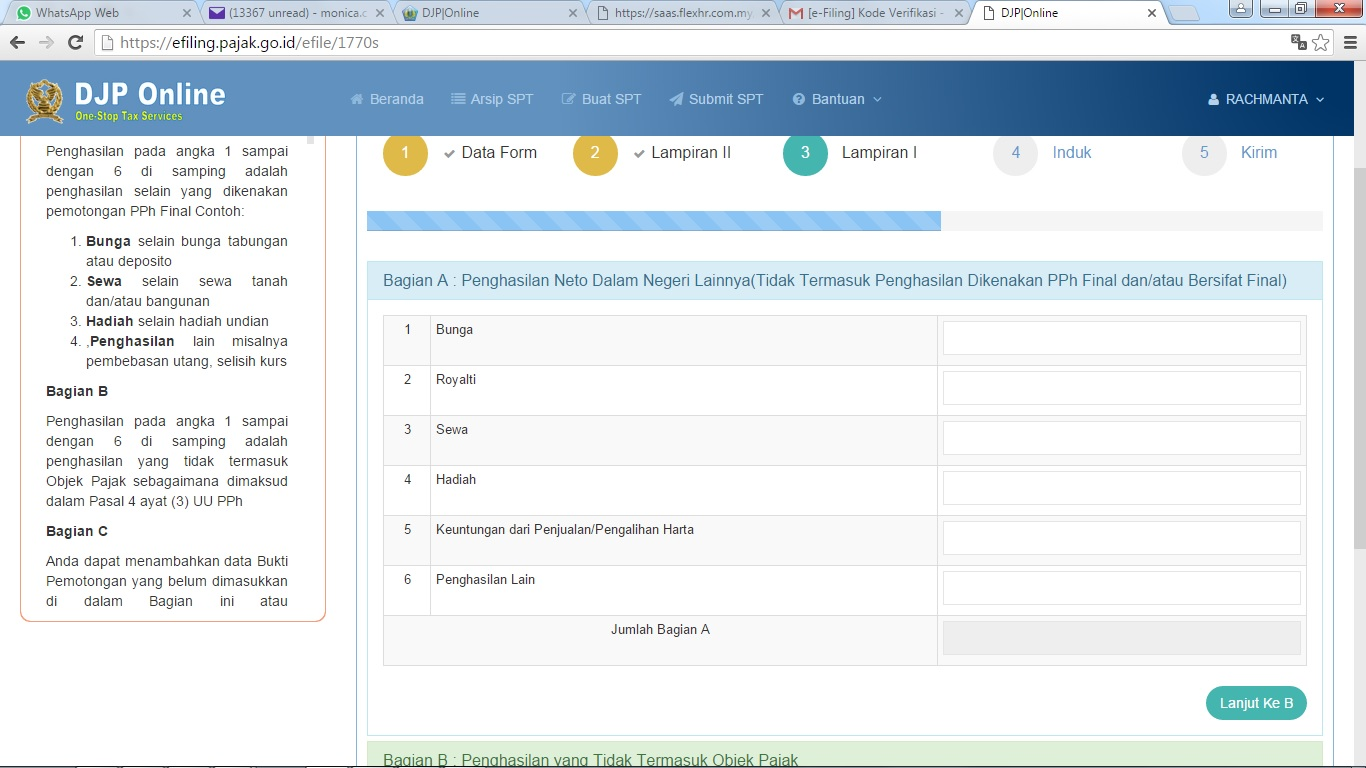 WhatsApp Web
(13367 unread) - monica.c
DJP|Online
https://saas.flexhr.com.my
[e-Filing] Kode Verifikasi -
DJP|Online
https://efiling.pajak.go.id/efile/1770s
DJP Online
One-Stop Tax Services
Beranda
Arsip SPT
Buat SPT
Submit SPT
Bantuan
RACHMANTA
Penghasilan pada angka 1 sampai
dengan 6 di samping adalah
penghasilan selain yang dikenakan
pemotongan PPh Final Contoh:
1. Bunga selain bunga tabungan
atau deposito
2. Sewa selain sewa tanah
dan/atau bangunan
3. Hadiah selain hadiah undian
4. ,Penghasilan lain misalnya
pembebasan utang, selisih kurs
Bagian B
Penghasilan pada angka 1 sampai
dengan 6 di samping adalah
penghasilan yang tidak termasuk
Objek Pajak sebagaimana dimaksud
dalam Pasal 4 ayat (3) UU PPh
Bagian C
Anda dapat menambahkan data Bukti
Pemotongan yang belum dimasukkan
di dalam Bagian ini atau
1 Data Form
2 Lampiran II
3 Lampiran I
4 Induk
5 Kirim
Bagian A : Penghasilan Neto Dalam Negeri Lainnya(Tidak Termasuk Penghasilan Dikenakan PPh Final dan/atau Bersifat Final)
1 Bunga
2 Royalti
3 Sewa
4 Hadiah
5 Keuntungan dari Penjualan/Pengalihan Harta
6 Penghasilan Lain
Jumlah Bagian A
Lanjut Ke B
Bagian B : Penghasilan yang Tidak Termasuk Objek Pajak